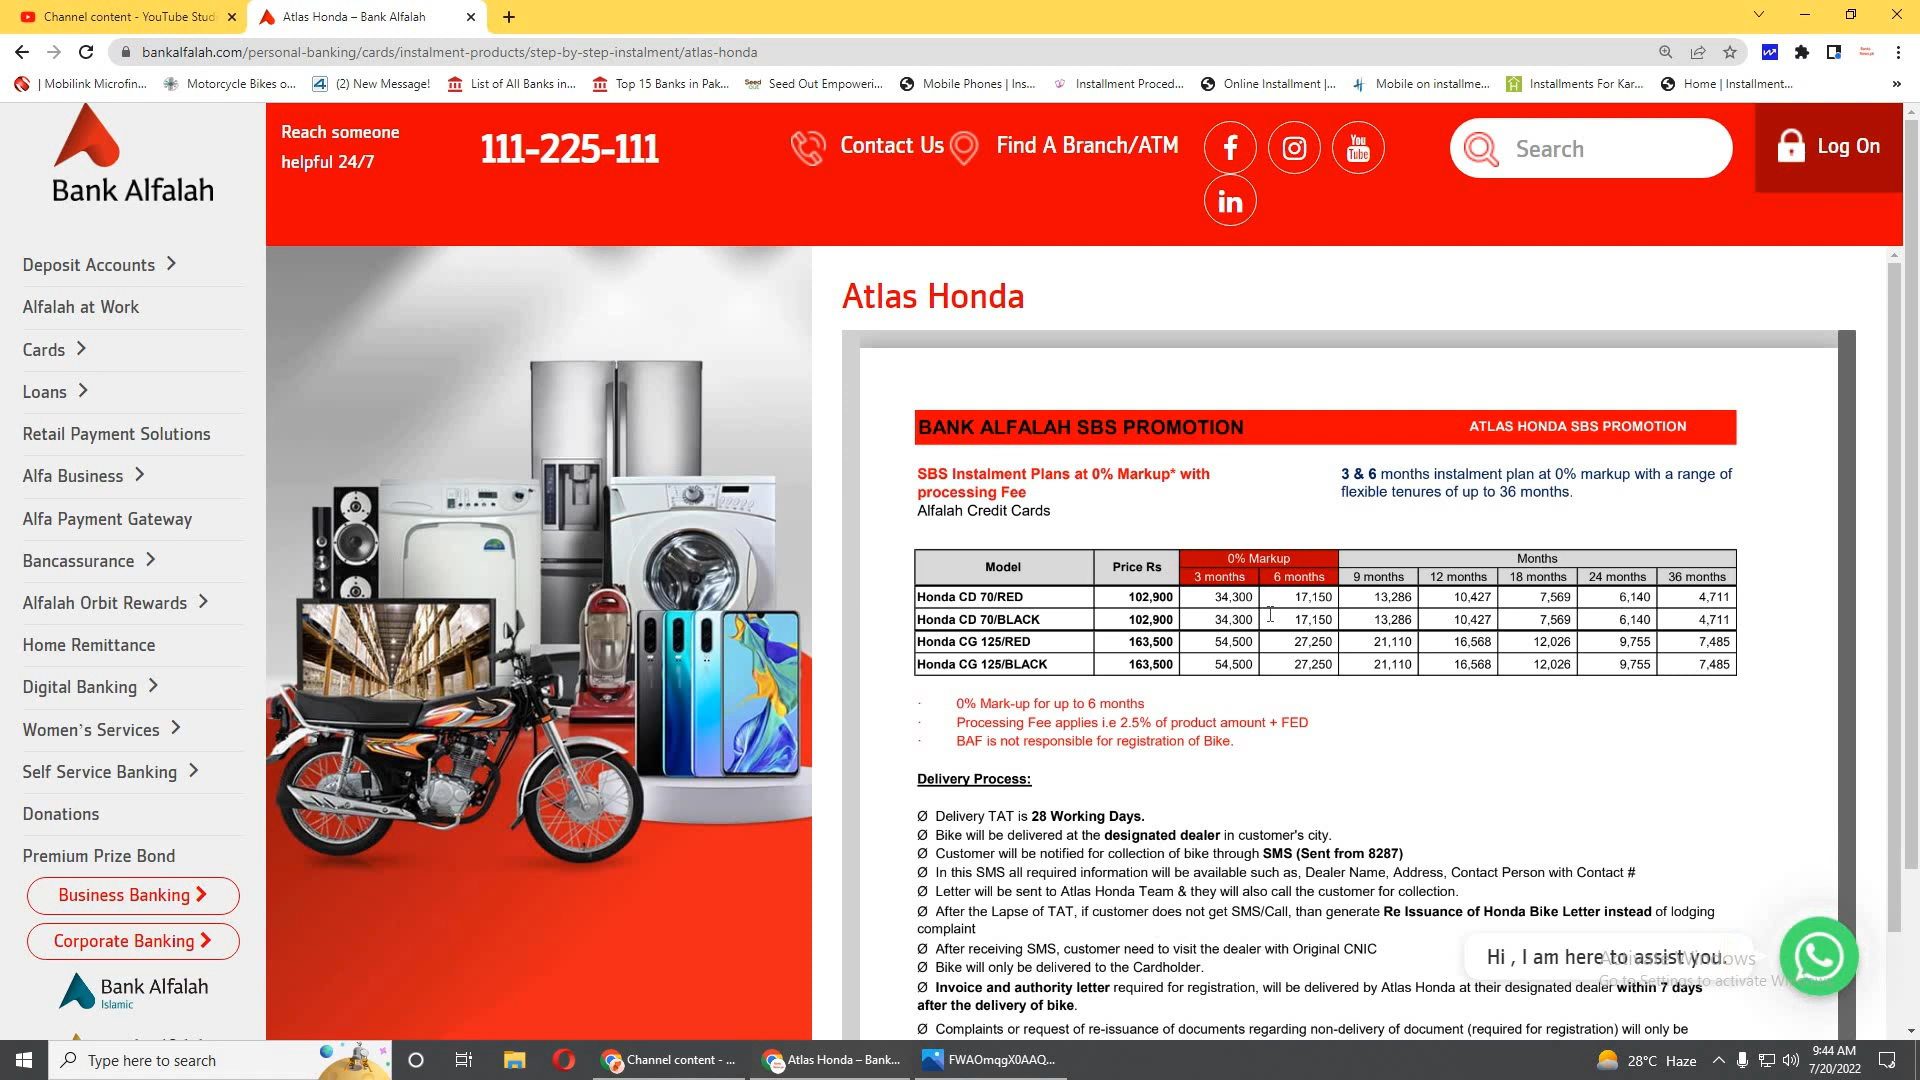 Channel content - YouTube Stud
Atlas Honda – Bank Alfalah
bankalfalah.com/personal-banking/cards/instalment-products/step-by-step-instalment/atlas-honda
| Mobilink Microfin...
Motorcycle Bikes o...
(2) New Message!
List of All Banks in...
Top 15 Banks in Pak...
Seed Out Empoweri...
Mobile Phones | Ins...
Installment Proced...
Online Installment |...
Mobile on installme...
Installments For Kar...
Home | Installment...
»
Bank Alfalah
Reach someone
helpful 24/7
111-225-111
Contact Us
Find A Branch/ATM
You
Tube
in
Search
Log On
Deposit Accounts
Alfalah at Work
Cards
Loans
Retail Payment Solutions
Alfa Business
Alfa Payment Gateway
Bancassurance
Alfalah Orbit Rewards
Home Remittance
Digital Banking
Women's Services
Self Service Banking
Donations
Premium Prize Bond
Business Banking
Corporate Banking
Bank Alfalah
Islamic
Atlas Honda
BANK ALFALAH SBS PROMOTION ATLAS HONDA SBS PROMOTION
SBS Instalment Plans at 0% Markup* with
processing Fee
Alfalah Credit Cards
3 & 6 months instalment plan at 0% markup with a range of
flexible tenures of up to 36 months.
Model Price Rs 0% Markup Months
3 months 6 months 9 months 12 months 18 months 24 months 36 months
Honda CD 70/RED 102,900 34,300 17,150 13,286 10,427 7,569 6,140 4,711
Honda CD 70/BLACK 102,900 34,300 17,150 13,286 10,427 7,569 6,140 4,711
Honda CG 125/RED 163,500 54,500 27,250 21,110 16,568 12,026 9,755 7,485
Honda CG 125/BLACK 163,500 54,500 27,250 21,110 16,568 12,026 9,755 7,485
· 0% Mark-up for up to 6 months
· Processing Fee applies i.e 2.5% of product amount + FED
· BAF is not responsible for registration of Bike.
Delivery Process:
Ø Delivery TAT is 28 Working Days.
Ø Bike will be delivered at the designated dealer in customer's city.
Ø Customer will be notified for collection of bike through SMS (Sent from 8287)
Ø In this SMS all required information will be available such as, Dealer Name, Address, Contact Person with Contact #
Ø Letter will be sent to Atlas Honda Team & they will also call the customer for collection.
Ø After the Lapse of TAT, if customer does not get SMS/Call, than generate Re Issuance of Honda Bike Letter instead of lodging
complaint
Ø After receiving SMS, customer need to visit the dealer with Original CNIC
Ø Bike will only be delivered to the Cardholder.
Ø Invoice and authority letter required for registration, will be delivered by Atlas Honda at their designated dealer within 7 days
after the delivery of bike.
Ø Complaints or request of re-issuance of documents regarding non-delivery of document (required for registration) will only be
Hi , I am here to assist you.
Activate Windows
Go to Settings to activate Wi
Type here to search
Channel content - ...
Atlas Honda – Bank...
FWAOmqgX0AAQ...
28°C Haze
9:44 AM
7/20/2022